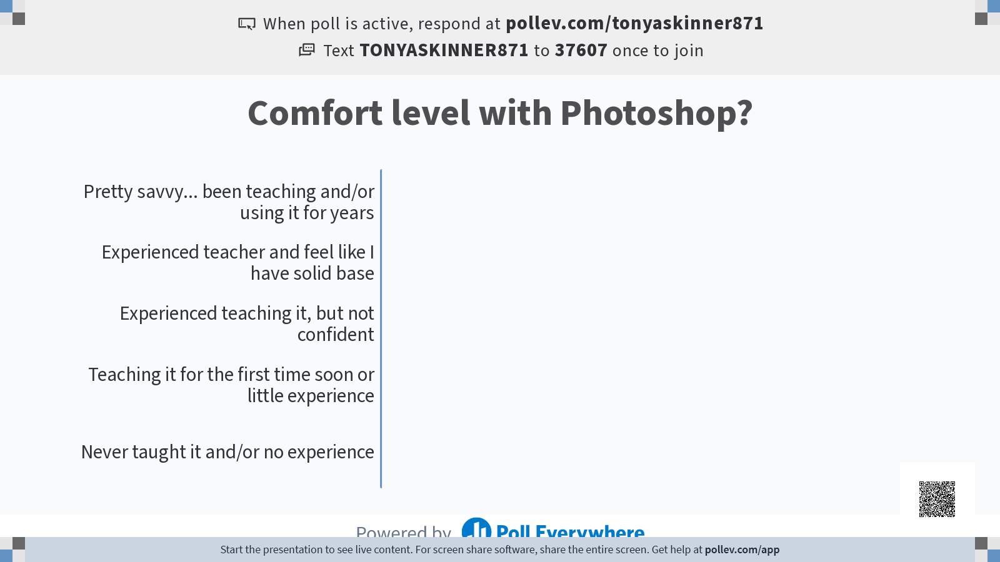 When poll is active, respond at pollev.com/tonyaskinner871
Text TONYASKINNER871 to 37607 once to join
Comfort level with Photoshop?
Pretty savvy... been teaching and/or
using it for years
Experienced teacher and feel like I
have solid base
Experienced teaching it, but not
confident
Teaching it for the first time soon or
little experience
Never taught it and/or no experience
Powered by Poll Everywhere
Start the presentation to see live content. For screen share software, share the entire screen. Get help at pollev.com/app